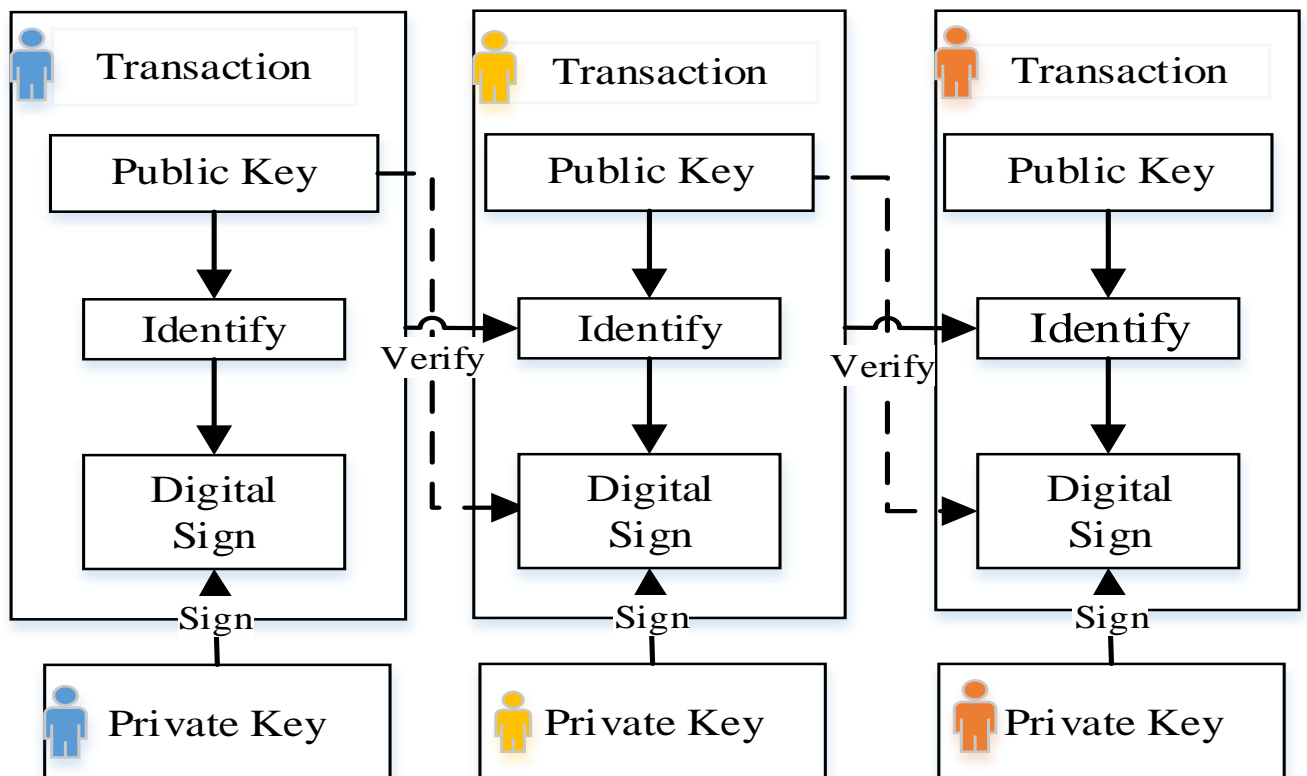 Transaction
Transaction
Transaction
Public Key
Public Key
Public Key
Identify
Identify
Identify
Verify
Verify
Digital
Sign
Digital
Sign
Digital
Sign
Sign
Sign
Sign
Private Key
Private Key
Private Key